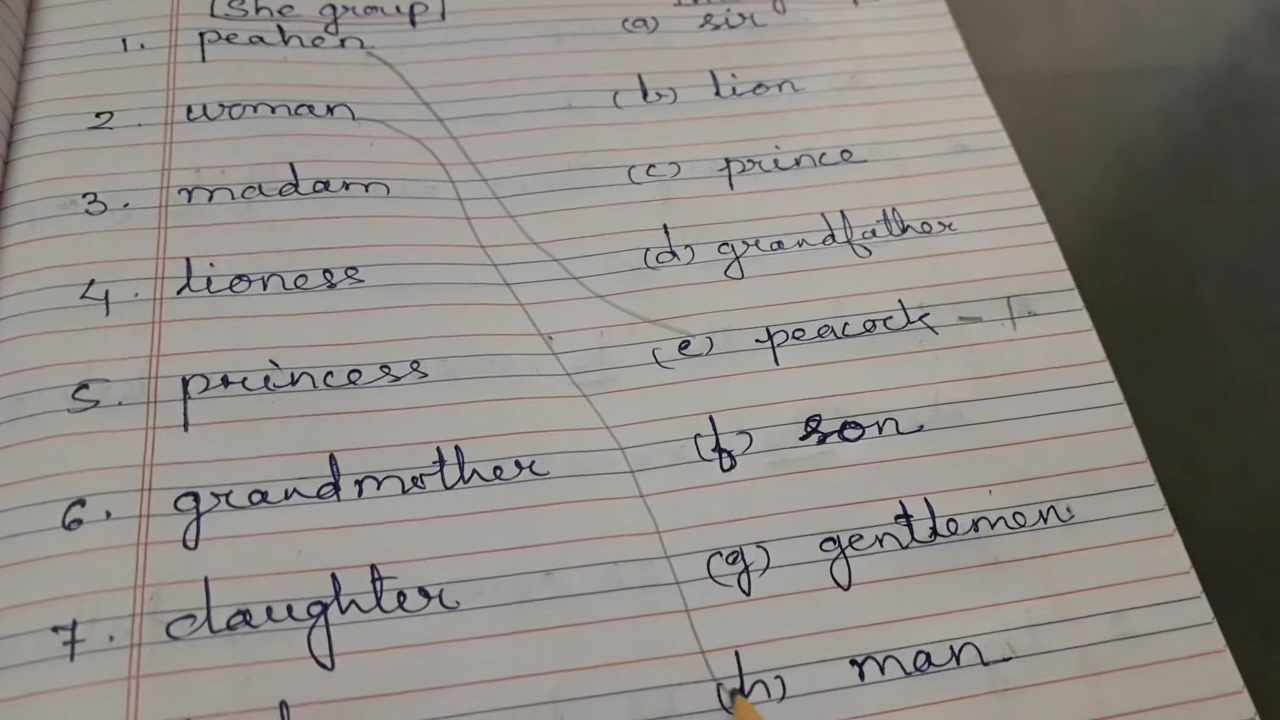 [She group]
1. peahen (a) sir
2. woman (b) lion
3. madam (c) prince
4. lioness (d) grandfather
5. princess (e) peacock - 1.
6. grandmother (f) son
7. daughter (g) gentlemen
(h) man